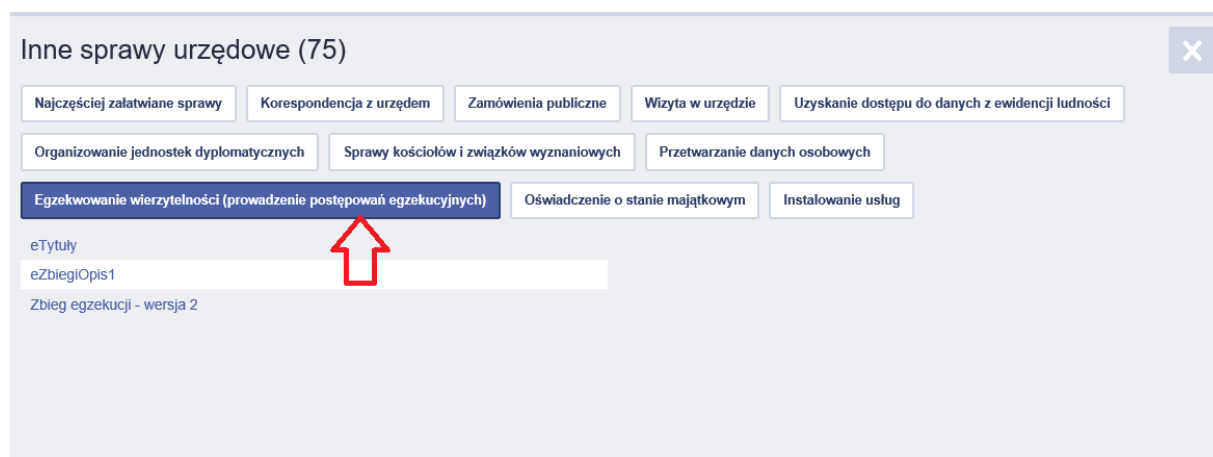 Inne sprawy urzędowe (75)
X
Najczęściej załatwiane sprawy Korespondencja z urzędem Zamówienia publiczne Wizyta w urzędzie Uzyskanie dostępu do danych z ewidencji ludności
Organizowanie jednostek dyplomatycznych Sprawy kościołów i związków wyznaniowych Przetwarzanie danych osobowych
Egzekwowanie wierzytelności (prowadzenie postępowań egzekucyjnych) Oświadczenie o stanie majątkowym Instalowanie usług
eTytuły
eZbiegiOpis1
Zbieg egzekucji - wersja 2